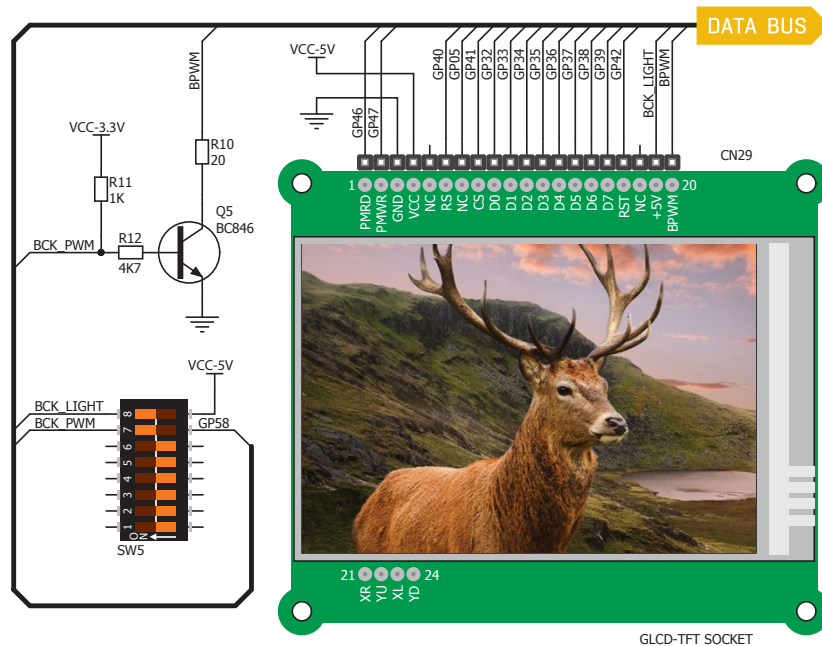 DATA BUS
VCC-5V
BPWM
GP46
GP47
GP40
GP05
GP41
GP32
GP33
GP34
GP35
GP36
GP37
GP38
GP39
GP42
BCK_LIGHT
BPWM
VCC-3.3V
R10
20
R11
1K
Q5
BC846
BCK_PWM
R12
4K7
CN29
1
20
PMRD
PMWR
GND
VCC
NC
RS
NC
CS
D0
D1
D2
D3
D4
D5
D6
D7
RST
NC
+5V
BPWM
NC
NC
VCC-5V
BCK_LIGHT
BCK_PWM
GP58
8
7
6
5
4
3
2
1
ON
SW5
21
24
XR
YU
XL
YD
GLCD-TFT SOCKET